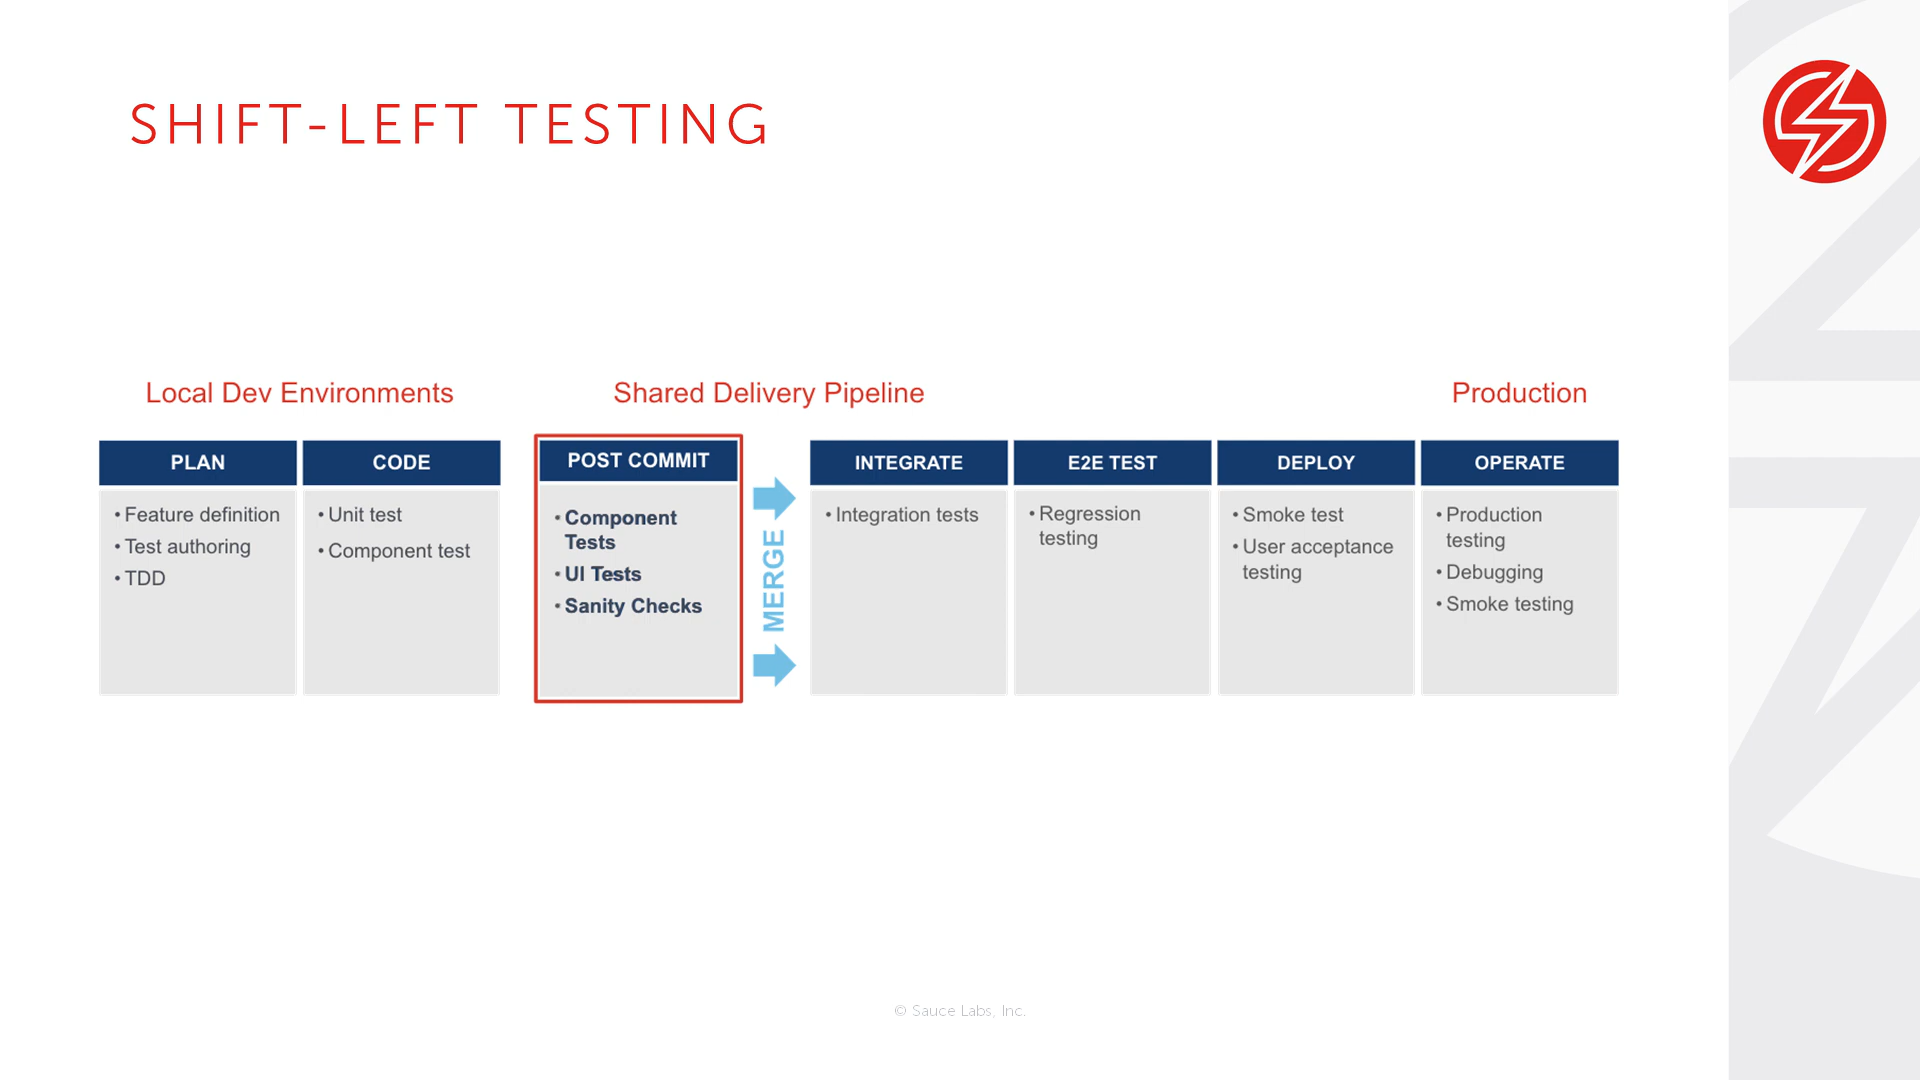 SHIFT-LEFT TESTING
Local Dev Environments
Shared Delivery Pipeline
Production
PLAN
• Feature definition
• Test authoring
• TDD
CODE
• Unit test
• Component test
POST COMMIT
• Component
Tests
• UI Tests
• Sanity Checks
MERGE
INTEGRATE
• Integration tests
E2E TEST
• Regression
testing
DEPLOY
• Smoke test
• User acceptance
testing
OPERATE
• Production
testing
• Debugging
• Smoke testing
© Sauce Labs, Inc.